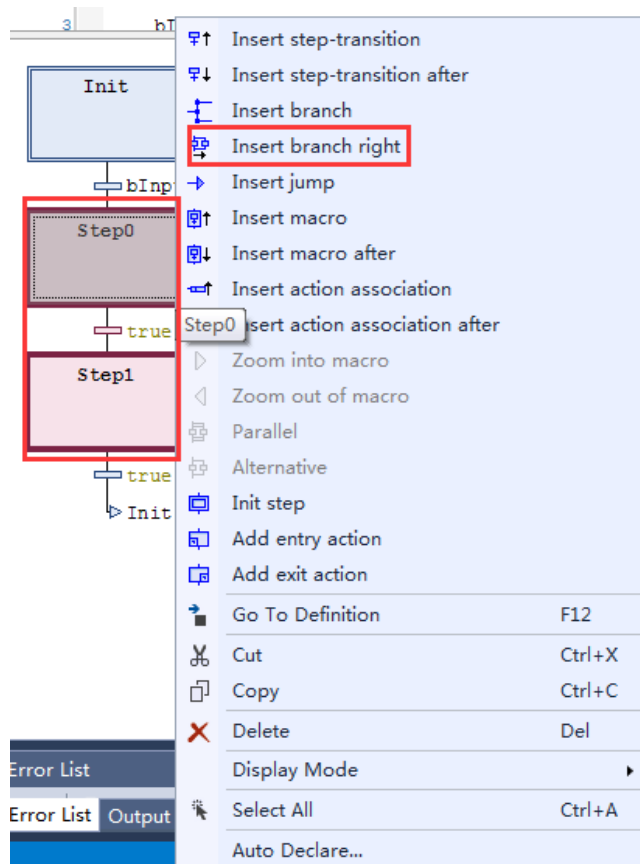 3 bI
Insert step-transition
Init
Insert step-transition after
Insert branch
Insert branch right
bInp
Insert jump
Step0
Insert macro
Insert macro after
Insert action association
true
Step0
nsert action association after
Step1
Zoom into macro
Zoom out of macro
Parallel
true
Alternative
Init
Init step
Add entry action
Add exit action
Go To Definition F12
Cut Ctrl+X
Copy Ctrl+C
Delete Del
Error List
Display Mode
Error List Output
Select All Ctrl+A
Auto Declare...